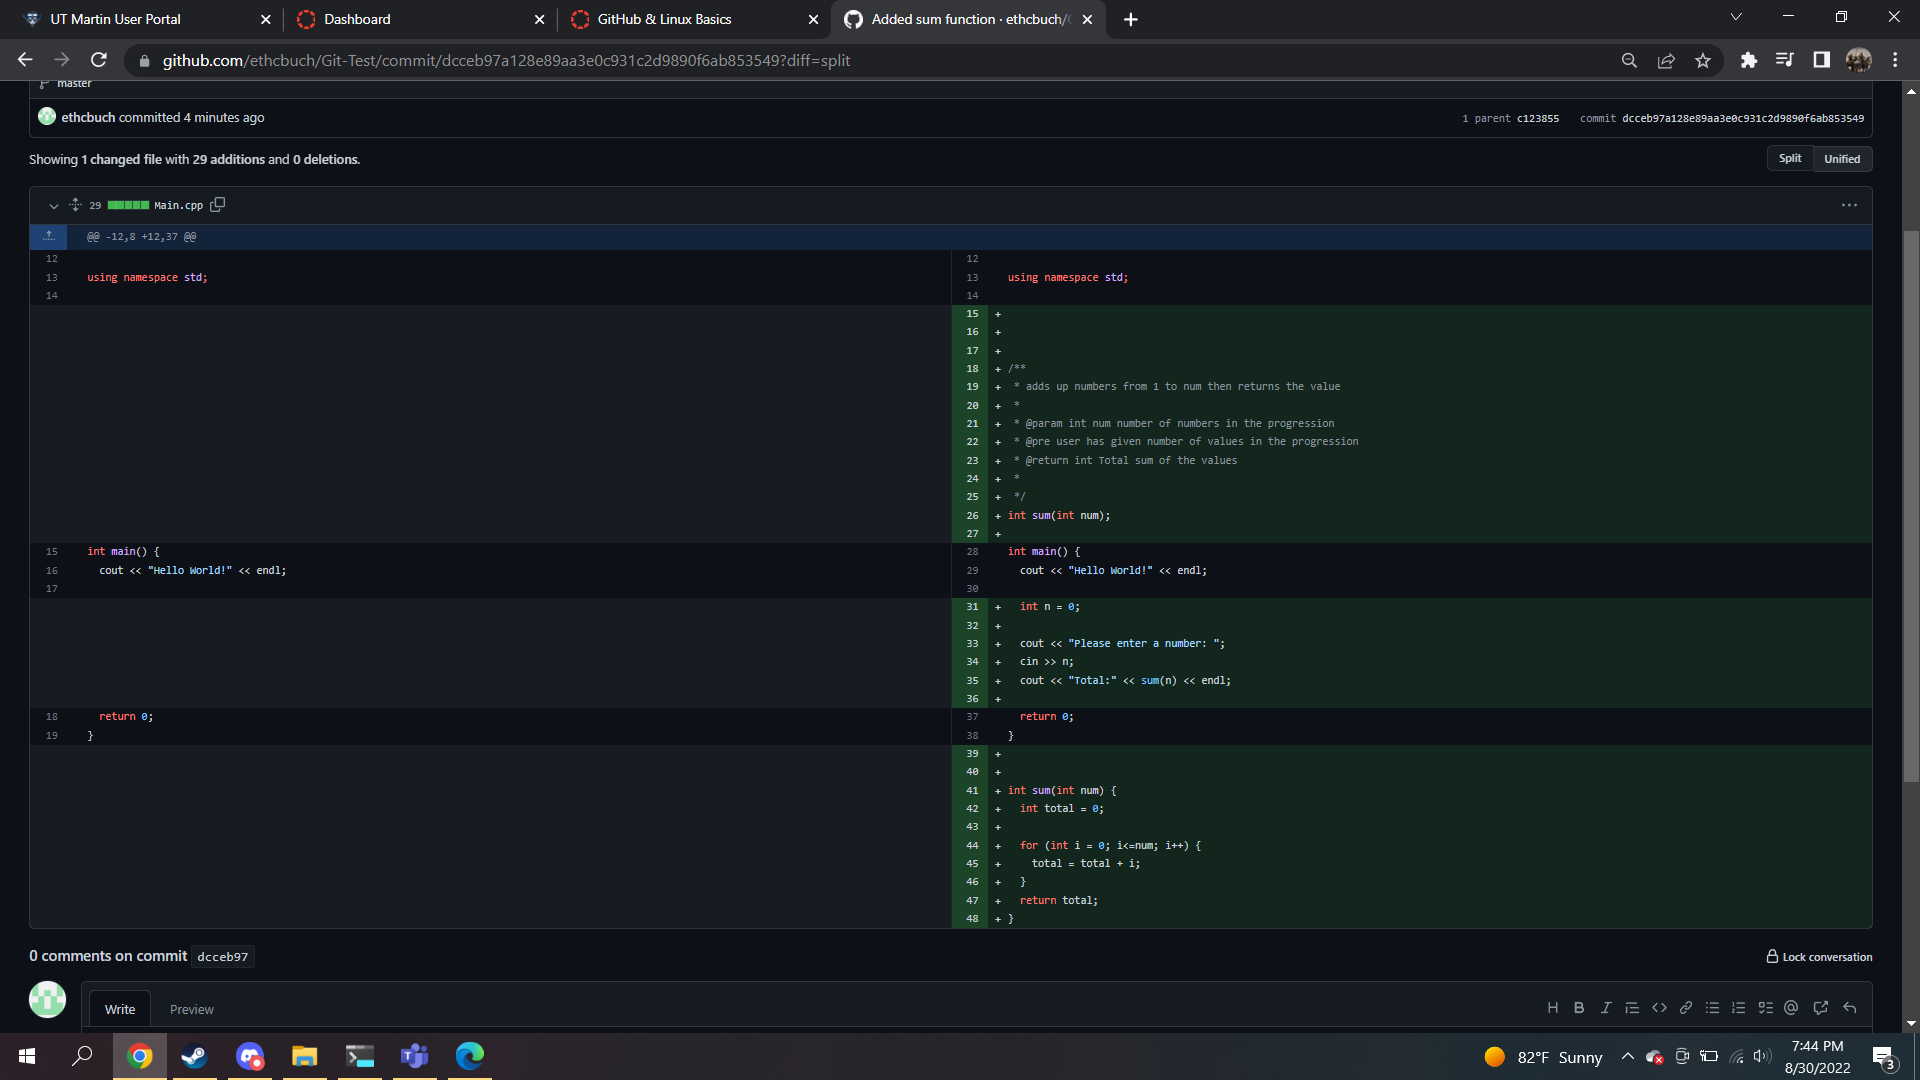 UT Martin User Portal
Dashboard
GitHub & Linux Basics
Added sum function · ethcbuch/
github.com/ethcbuch/Git-Test/commit/dcceb97a128e89aa3e0c931c2d9890f6ab853549?diff=split
master
ethcbuch committed 4 minutes ago
1 parent c123855 commit dcceb97a128e89aa3e0c931c2d9890f6ab853549
Showing 1 changed file with 29 additions and 0 deletions.
Split Unified
29 Main.cpp
@@ -12,8 +12,37 @@
12 12
13 using namespace std; 13 using namespace std;
14 14
15 +
16 +
17 +
18 + /**
19 + * adds up numbers from 1 to num then returns the value
20 + *
21 + * @param int num number of numbers in the progression
22 + * @pre user has given number of values in the progression
23 + * @return int Total sum of the values
24 + *
25 + */
26 + int sum(int num);
27 +
15 int main() { 28 int main() {
16 cout << "Hello World!" << endl; 29 cout << "Hello World!" << endl;
17 30
31 + int n = 0;
32 +
33 + cout << "Please enter a number: ";
34 + cin >> n;
35 + cout << "Total:" << sum(n) << endl;
36 +
18 return 0; 37 return 0;
19 } 38 }
39 +
40 +
41 + int sum(int num) {
42 + int total = 0;
43 +
44 + for (int i = 0; i<=num; i++) {
45 + total = total + i;
46 + }
47 + return total;
48 + }
0 comments on commit dcceb97
Lock conversation
Write Preview
82°F Sunny
7:44 PM
8/30/2022
3